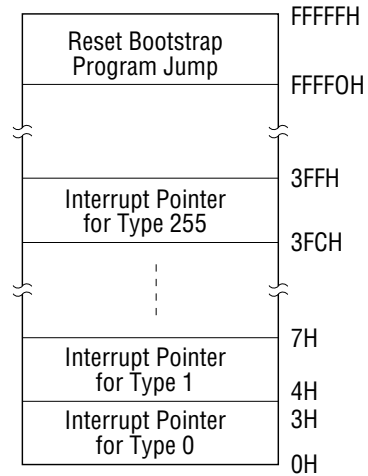 FFFFFH
Reset Bootstrap
Program Jump
FFFF0H
3FFH
Interrupt Pointer
for Type 255
3FCH
7H
Interrupt Pointer
for Type 1
4H
3H
Interrupt Pointer
for Type 0
0H